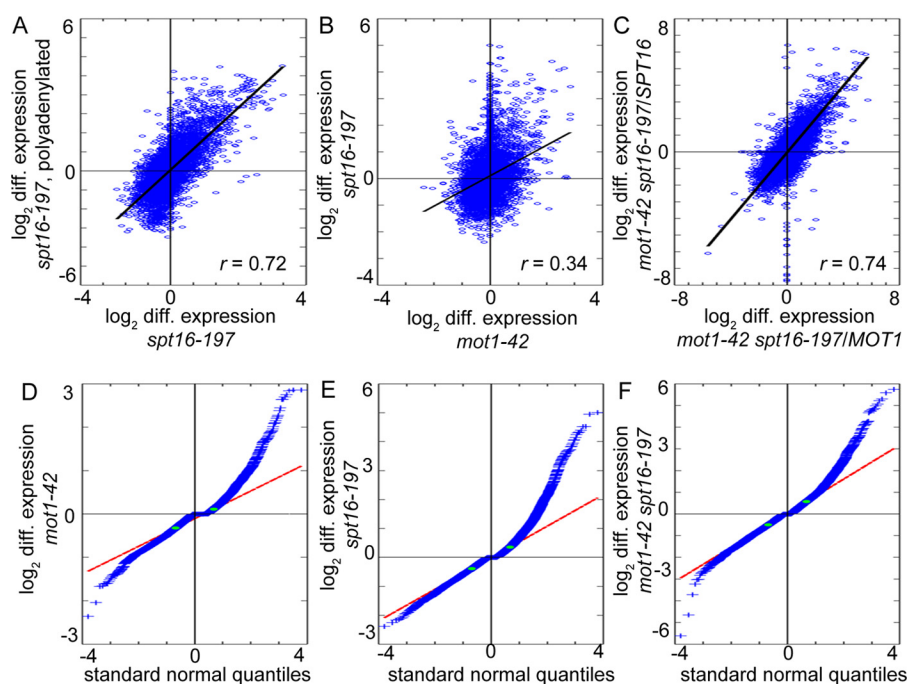 A
6
log2 diff. expression
spt16-197, polyadenylated
0
-6
r = 0.72
-4 0 4
log2 diff. expression
spt16-197
B
6
log2 diff. expression
spt16-197
0
-4
r = 0.34
-4 0 4
log2 diff. expression
mot1-42
C
8
log2 diff. expression
mot1-42 spt16-197/SPT16
0
-8
r = 0.74
-8 0 8
log2 diff. expression
mot1-42 spt16-197/MOT1
D
3
log2 diff. expression
mot1-42
0
-3
-4 0 4
standard normal quantiles
E
6
log2 diff. expression
spt16-197
3
0
-3
-4 0 4
standard normal quantiles
F
6
log2 diff. expression
mot1-42 spt16-197
3
0
-3
-6
-4 0 4
standard normal quantiles